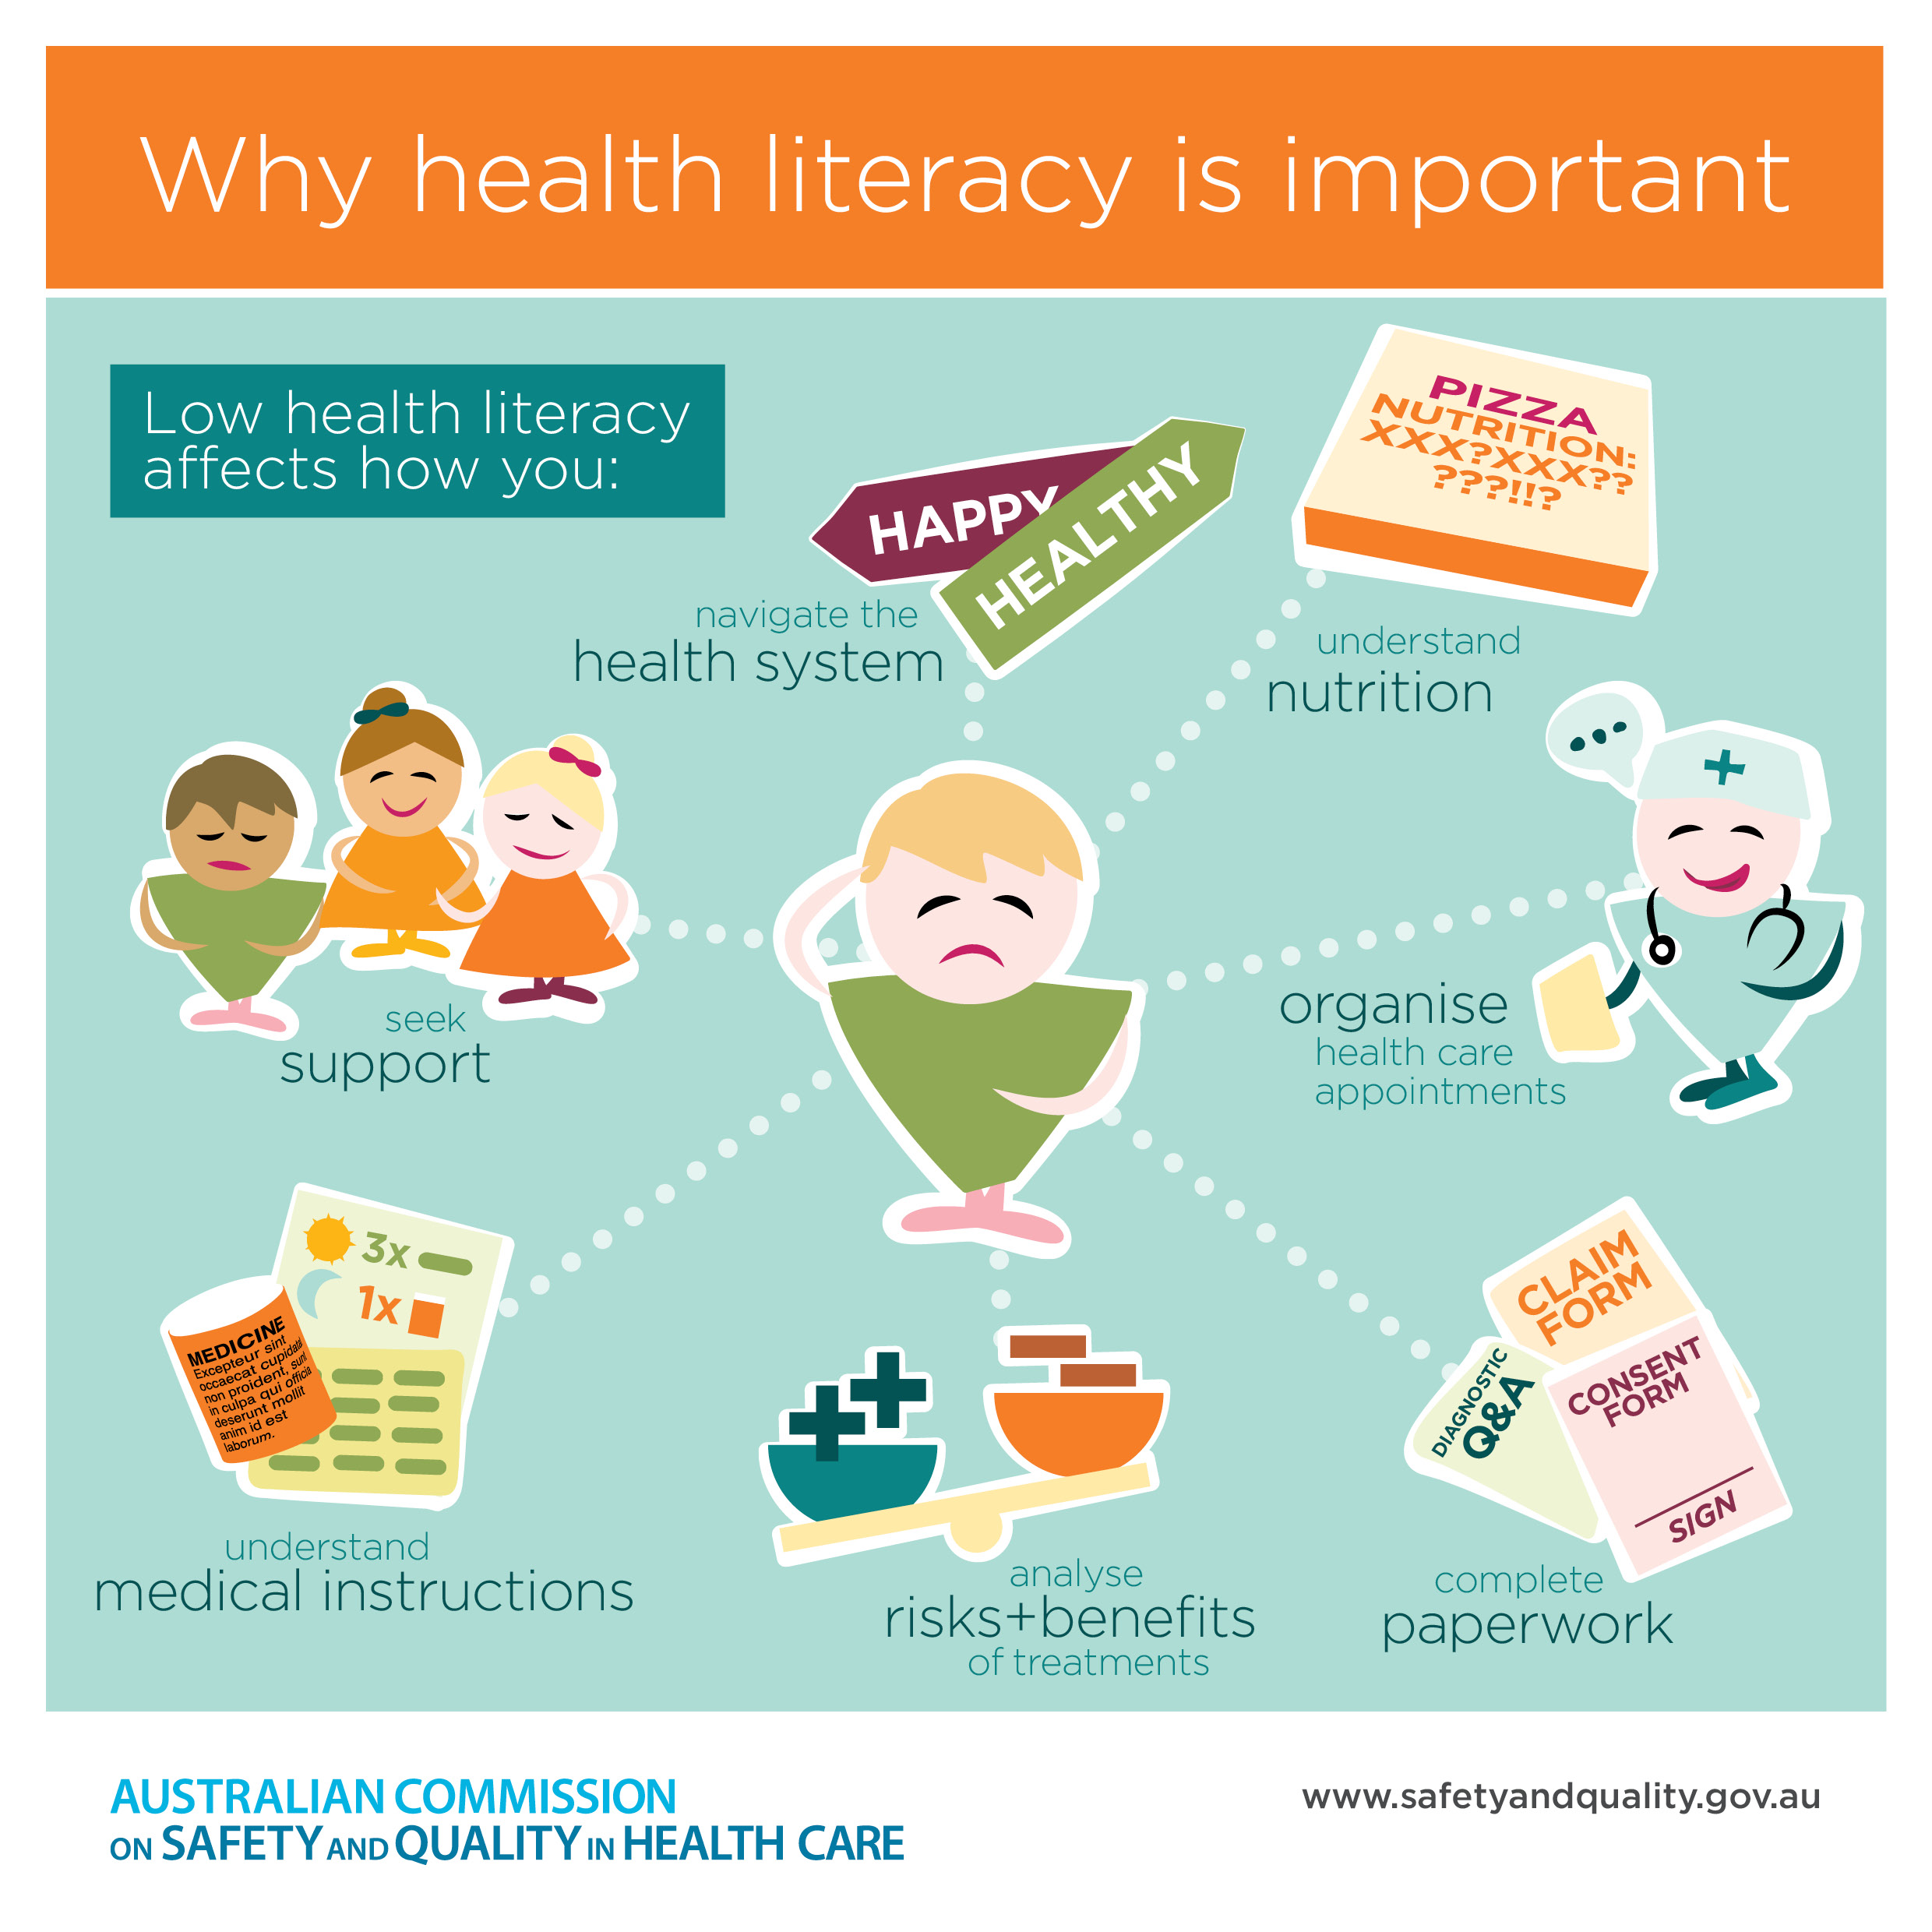 Why health literacy is important
Low health literacy
affects how you:
HAPPY
HEALTHY
navigate the
health system
PIZZA
NUTRITION:
XXX?XXX??
???!!?
understand
nutrition
seek
support
organise
health care
appointments
3x
1x
MEDICINE
Excepteur sint
occaecat cupidatat
non proident, sunt
in culpa qui officia
deserunt mollit
anim id est
laborum.
understand
medical instructions
analyse
risks+benefits
of treatments
CLAIM
FORM
DIAGNOSTIC
Q&A
CONSENT
FORM
SIGN
complete
paperwork
AUSTRALIAN COMMISSION
ON SAFETY AND QUALITY IN HEALTH CARE
www.safetyandquality.gov.au